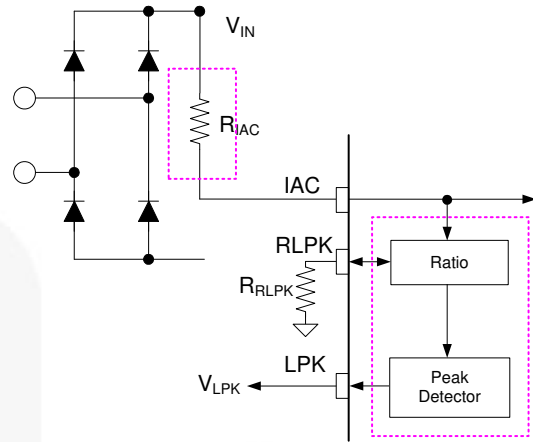 VIN
RIAC
IAC
RLPK
Ratio
RRLPK
LPK
VLPK
Peak
Detector